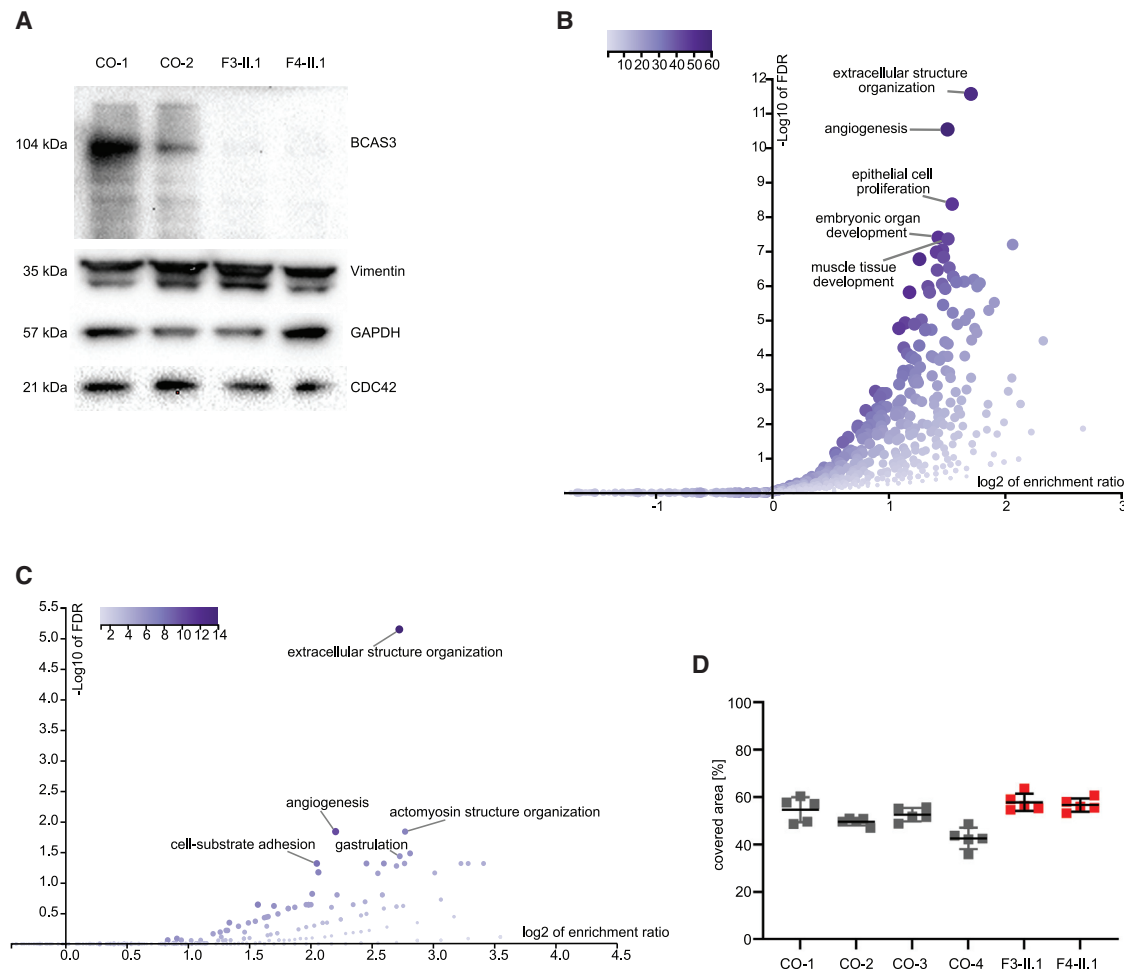 A
CO-1 CO-2 F3-II.1 F4-II.1
104 kDa BCAS3
35 kDa Vimentin
57 kDa GAPDH
21 kDa CDC42
B
10 20 30 40 50 60
-Log10 of FDR
12
11
10
9
8
7
6
5
4
3
2
1
extracellular structure
organization
angiogenesis
epithelial cell
proliferation
embryonic organ
development
muscle tissue
development
log2 of enrichment ratio
-1 0 1 2 3
C
2 4 6 8 10 12 14
-Log10 of FDR
5.5
5.0
4.5
4.0
3.5
3.0
2.5
2.0
1.5
1.0
0.5
extracellular structure organization
angiogenesis
actomyosin structure organization
cell-substrate adhesion
gastrulation
log2 of enrichment ratio
0.0 0.5 1.0 1.5 2.0 2.5 3.0 3.5 4.0 4.5
D
covered area [%]
100
80
60
40
20
0
CO-1 CO-2 CO-3 CO-4 F3-II.1 F4-II.1